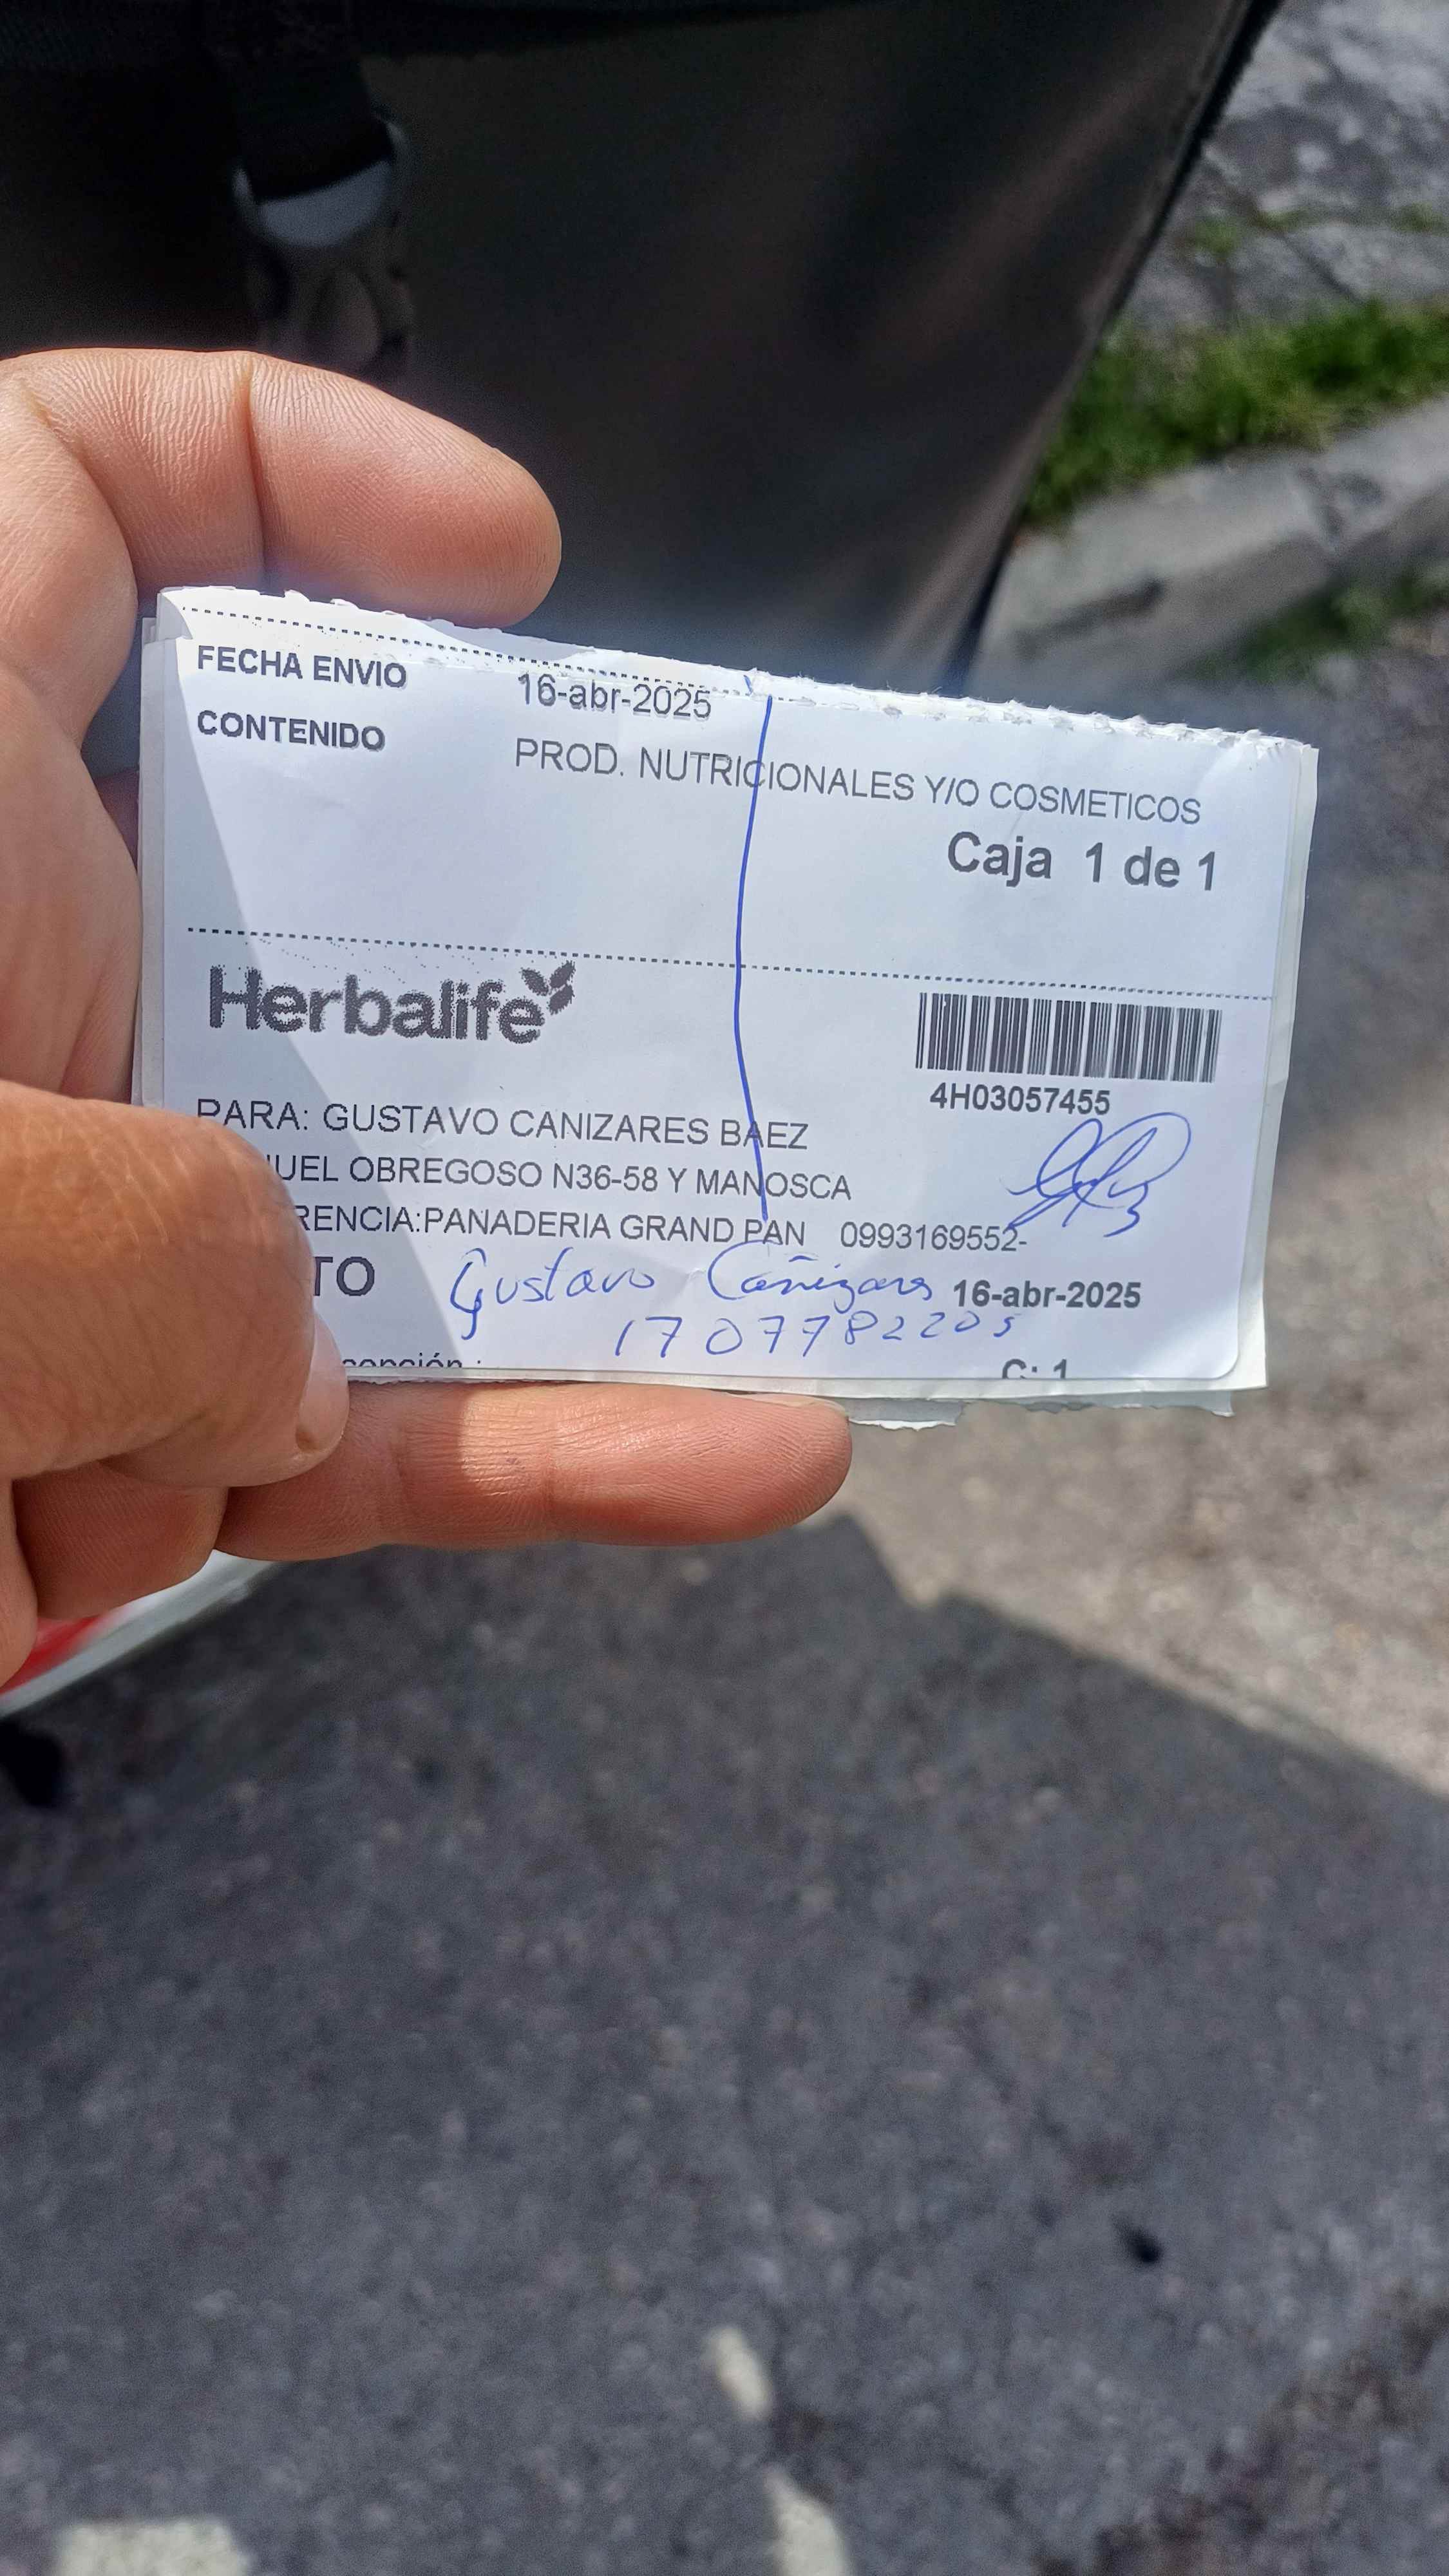 FECHA ENVIO 16-abr-2025
CONTENIDO PROD. NUTRICIONALES Y/O COSMETICOS
Caja 1 de 1
Herbalife
4H03057455
PARA: GUSTAVO CANIZARES BAEZ
UEL OBREGOSO N36-58 Y MANOSCA
RENCIA:PANADERIA GRAND PAN 0993169552-
TO Gustavo Cañizares 16-abr-2025
1707782205
C: 1